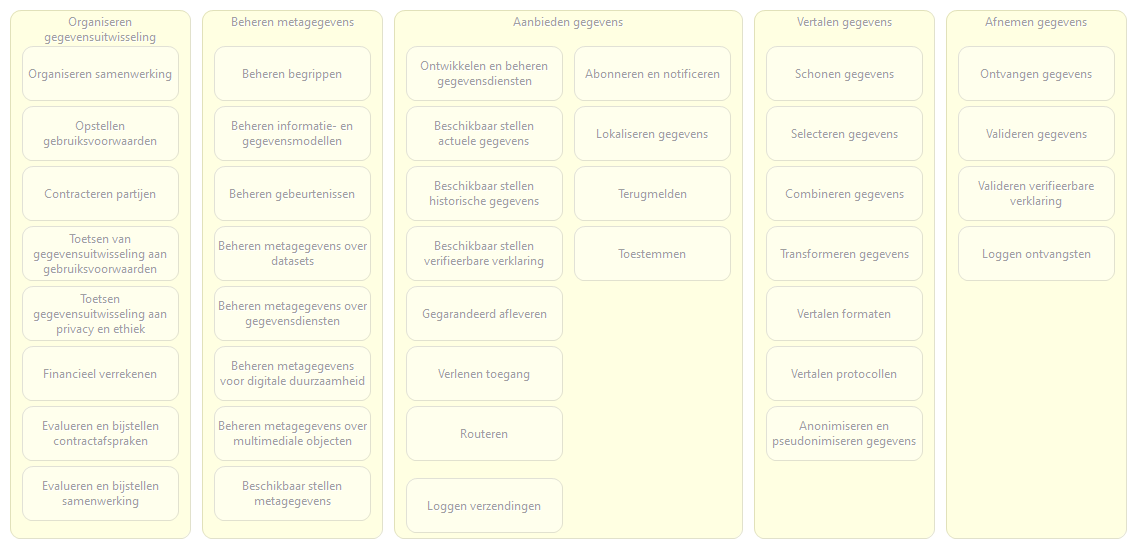 Organiseren
gegevensuitwisseling
Organiseren samenwerking
Opstellen
gebruiksvoorwaarden
Contracteren partijen
Toetsen van
gegevensuitwisseling aan
gebruiksvoorwaarden
Toetsen
gegevensuitwisseling aan
privacy en ethiek
Financieel verrekenen
Evalueren en bijstellen
contractafspraken
Evalueren en bijstellen
samenwerking
Beheren metagegevens
Beheren begrippen
Beheren informatie- en
gegevensmodellen
Beheren gebeurtenissen
Beheren metagegevens over
datasets
Beheren metagegevens over
gegevensdiensten
Beheren metagegevens
voor digitale duurzaamheid
Beheren metagegevens over
multimediale objecten
Beschikbaar stellen
metagegevens
Aanbieden gegevens
Ontwikkelen en beheren
gegevensdiensten
Beschikbaar stellen
actuele gegevens
Beschikbaar stellen
historische gegevens
Beschikbaar stellen
verifieerbare verklaring
Gegarandeerd afleveren
Verlenen toegang
Routeren
Loggen verzendingen
Abonneren en notificeren
Lokaliseren gegevens
Terugmelden
Toestemmen
Vertalen gegevens
Schonen gegevens
Selecteren gegevens
Combineren gegevens
Transformeren gegevens
Vertalen formaten
Vertalen protocollen
Anonimiseren en
pseudonimiseren gegevens
Afnemen gegevens
Ontvangen gegevens
Valideren gegevens
Valideren verifieerbare
verklaring
Loggen ontvangsten